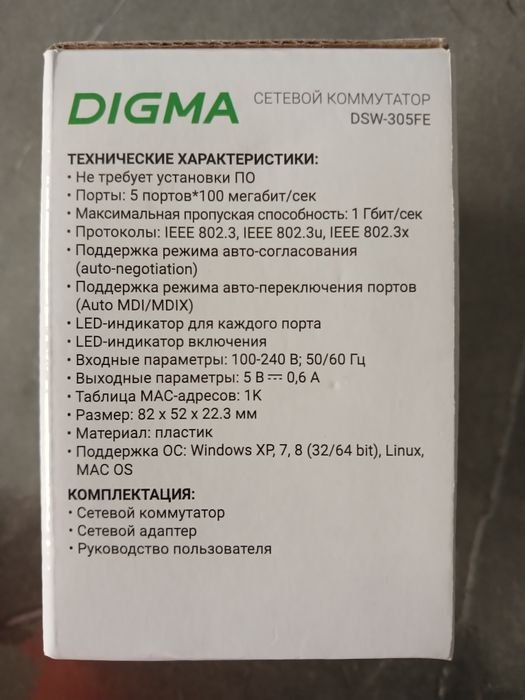 DIGMA
СЕТЕВОЙ КОММУТАТОР
DSW-305FE
ТЕХНИЧЕСКИЕ ХАРАКТЕРИСТИКИ:
• Не требует установки ПО
• Порты: 5 портов*100 мегабит/сек
• Максимальная пропуская способность: 1 Гбит/сек
• Протоколы: IEEE 802.3, IEEE 802.3u, IEEE 802.3x
• Поддержка режима авто-согласования
(auto-negotiation)
• Поддержка режима авто-переключения портов
(Auto MDI/MDIX)
• LED-индикатор для каждого порта
• LED-индикатор включения
• Входные параметры: 100-240 В; 50/60 Гц
• Выходные параметры: 5 В ⎓ 0,6 А
• Таблица MAC-адресов: 1K
• Размер: 82 x 52 x 22.3 мм
• Материал: пластик
• Поддержка ОС: Windows XP, 7, 8 (32/64 bit), Linux,
MAC OS
КОМПЛЕКТАЦИЯ:
• Сетевой коммутатор
• Сетевой адаптер
• Руководство пользователя